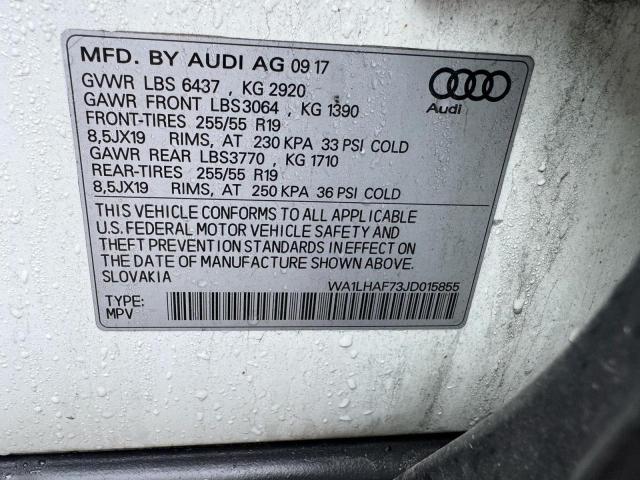 MFD. BY AUDI AG 09 17
GVWR LBS 6437 , KG 2920
GAWR FRONT LBS3064 , KG 1390
FRONT-TIRES 255/55 R19
8,5JX19 RIMS, AT 230 KPA 33 PSI COLD
GAWR REAR LBS3770 , KG 1710
REAR-TIRES 255/55 R19
8,5JX19 RIMS, AT 250 KPA 36 PSI COLD
Audi
THIS VEHICLE CONFORMS TO ALL APPLICABLE
U.S. FEDERAL MOTOR VEHICLE SAFETY AND
THEFT PREVENTION STANDARDS IN EFFECT ON
THE DATE OF MANUFACTURE SHOWN ABOVE.
SLOVAKIA
WA1LHAF73JD015855
TYPE:
MPV